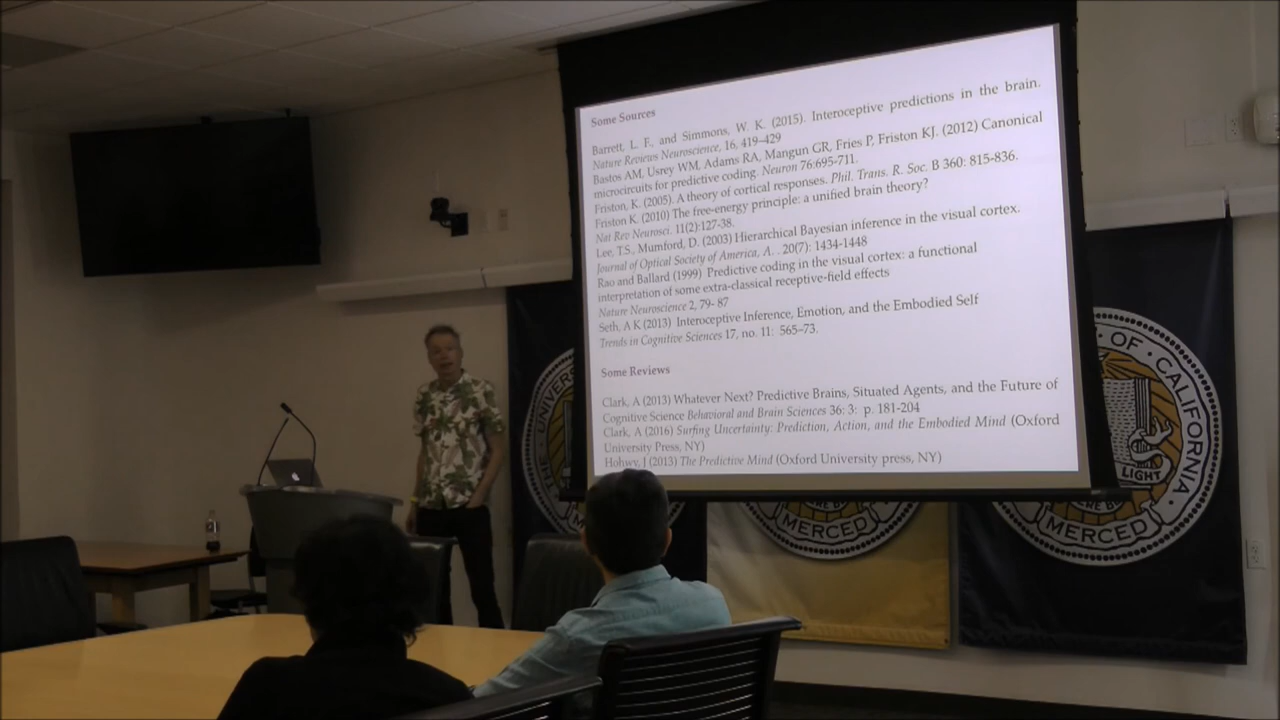 Some Sources
Barrett, L. F., and Simmons, W. K. (2015). Interoceptive predictions in the brain.
Nature Reviews Neuroscience, 16, 419–429
Bastos AM, Usrey WM, Adams RA, Mangun GR, Fries P, Friston KJ. (2012) Canonical
microcircuits for predictive coding. Neuron 76:695-711.
Friston, K. (2005). A theory of cortical responses. Phil. Trans. R. Soc. B 360: 815-836.
Friston K. (2010) The free-energy principle: a unified brain theory?
Nat Rev Neurosci. 11(2):127-38.
Lee, T.S., Mumford, D. (2003) Hierarchical Bayesian inference in the visual cortex.
Journal of Optical Society of America, A. . 20(7): 1434-1448
Rao and Ballard (1999) Predictive coding in the visual cortex: a functional
interpretation of some extra-classical receptive-field effects
Nature Neuroscience 2, 79- 87
Seth, A K (2013) Interoceptive Inference, Emotion, and the Embodied Self
Trends in Cognitive Sciences 17, no. 11: 565–73.
Some Reviews
Clark, A (2013) Whatever Next? Predictive Brains, Situated Agents, and the Future of
Cognitive Science Behavioral and Brain Sciences 36: 3: p. 181-204
Clark, A (2016) Surfing Uncertainty: Prediction, Action, and the Embodied Mind (Oxford
University Press, NY)
Hohwy, J (2013) The Predictive Mind (Oxford University press, NY)
THE UNIVERS
MERCED
OF · CALIFORNIA
LIGHT
MERCED